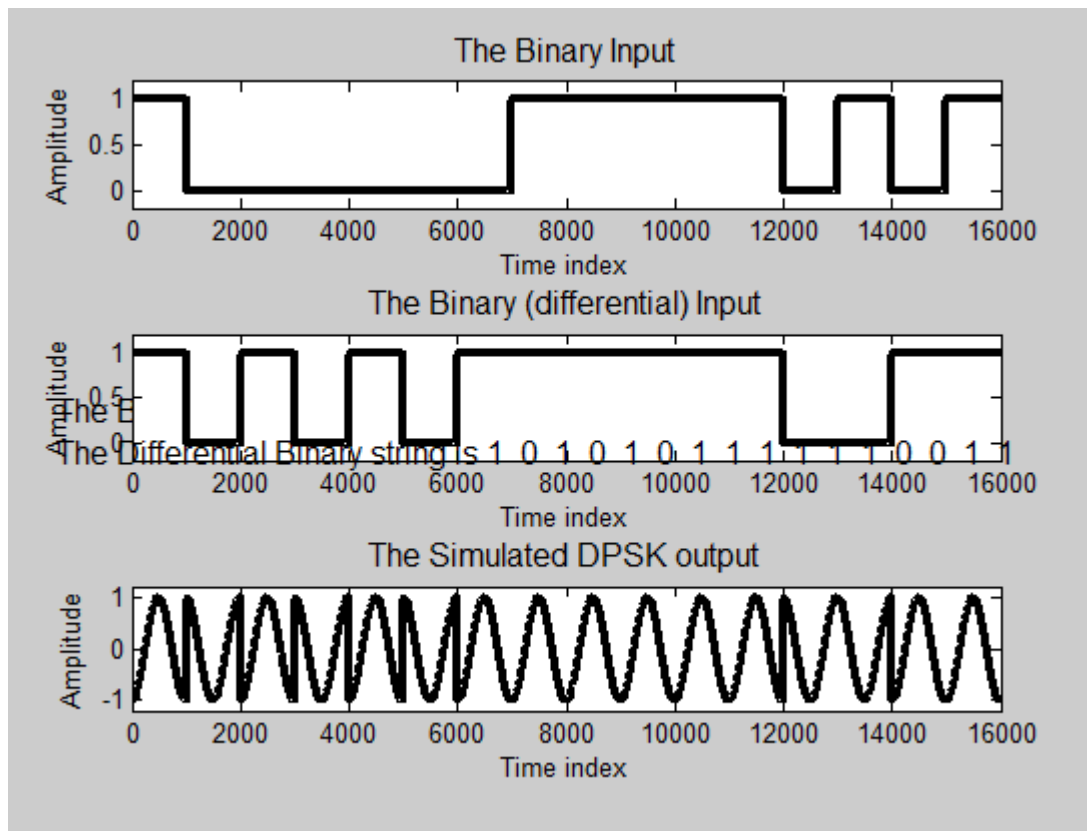 The Binary Input
Amplitude
1
0.5
0
0 2000 4000 6000 8000 10000 12000 14000 16000
Time index
The Binary (differential) Input
Amplitude
1
0.5
0
The B
The Differential Binary string is 1 0 1 0 1 0 1 1 1 1 1 1 0 0 1 1
0 2000 4000 6000 8000 10000 12000 14000 16000
Time index
The Simulated DPSK output
Amplitude
1
0
-1
0 2000 4000 6000 8000 10000 12000 14000 16000
Time index